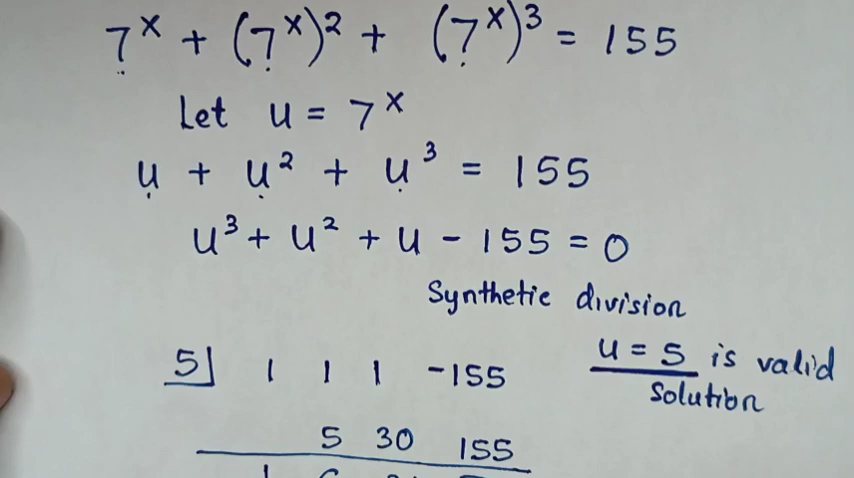 7^x + (7^x)^2 + (7^x)^3 = 155
Let u = 7^x
u + u^2 + u^3 = 155
u^3 + u^2 + u - 155 = 0
Synthetic division
5 1 1 1 -155
u = 5 is valid
solution
5 30 155